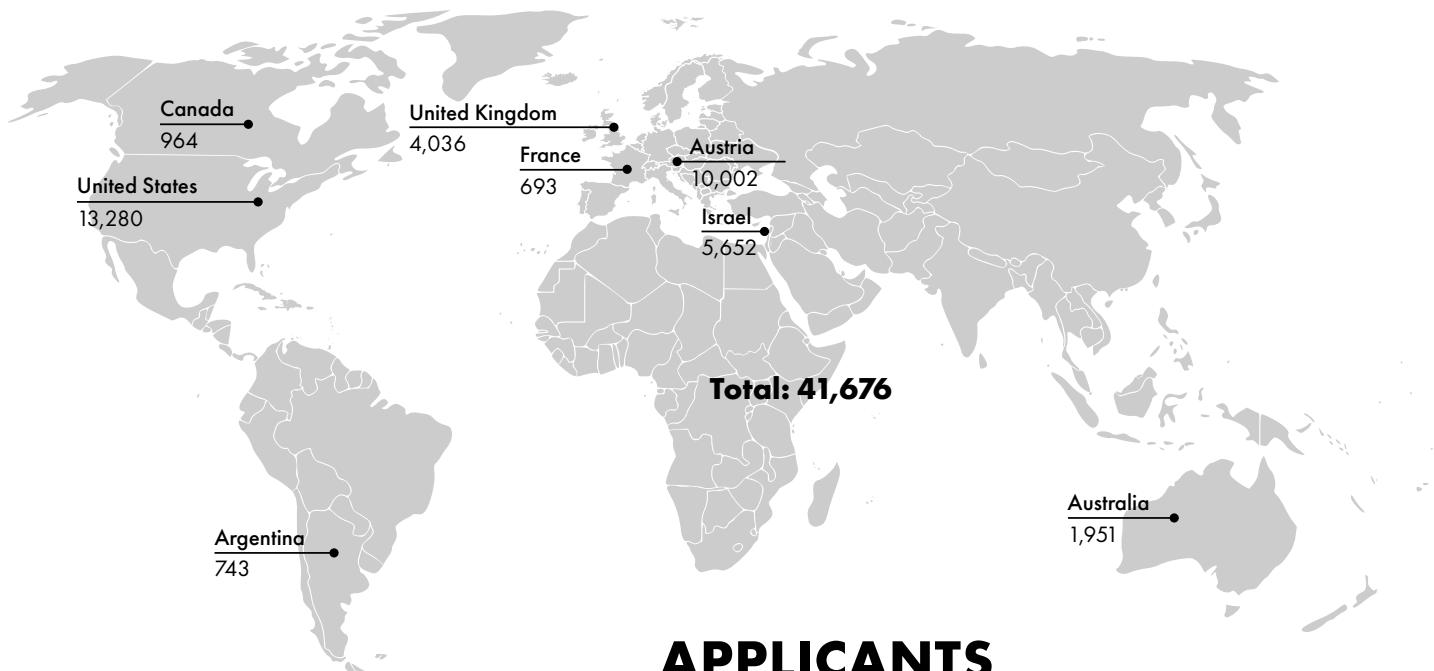 Canada
964
United Kingdom
4,036
France
693
Austria
10,002
United States
13,280
Israel
5,652
Total: 41,676
Australia
1,951
Argentina
743
APPLICANTS